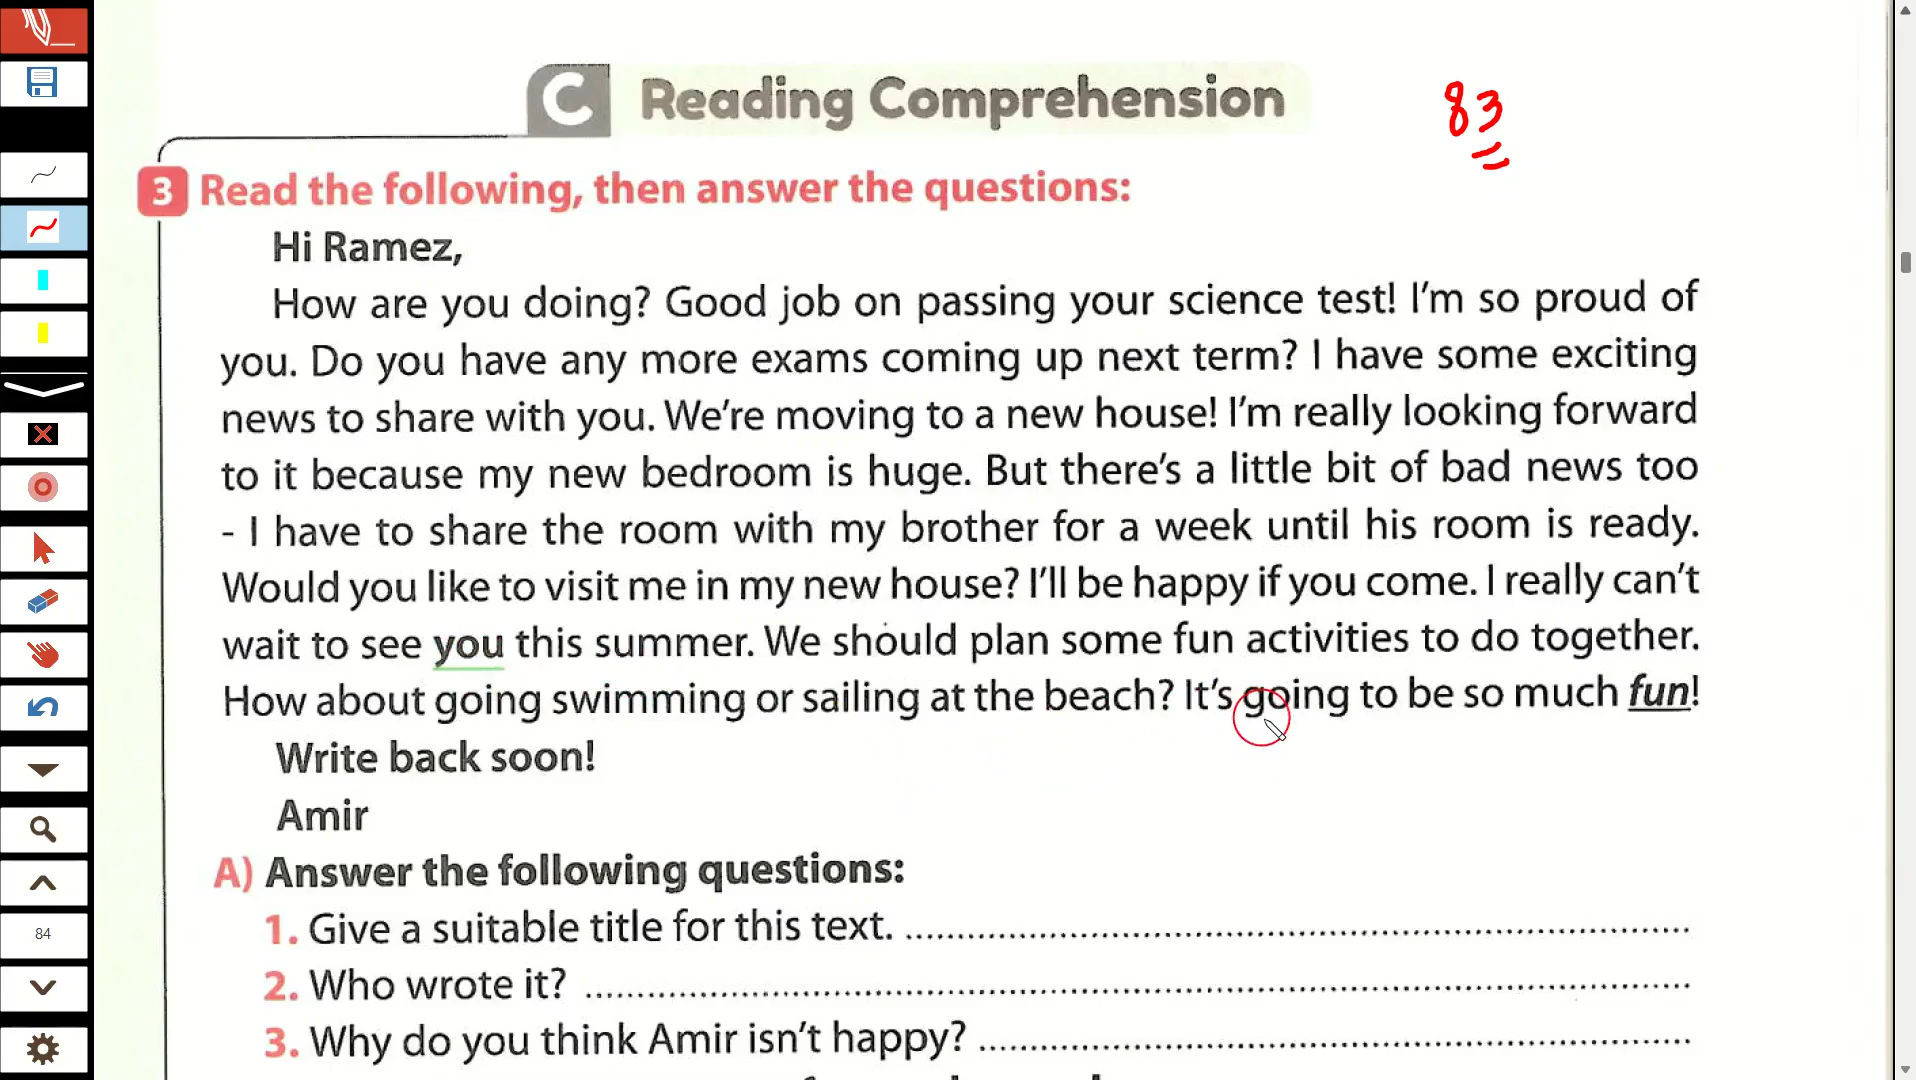 C Reading Comprehension
83
3 Read the following, then answer the questions:
Hi Ramez,
How are you doing? Good job on passing your science test! I'm so proud of
you. Do you have any more exams coming up next term? I have some exciting
news to share with you. We're moving to a new house! I'm really looking forward
to it because my new bedroom is huge. But there's a little bit of bad news too
- I have to share the room with my brother for a week until his room is ready.
Would you like to visit me in my new house? I'll be happy if you come. I really can't
wait to see you this summer. We should plan some fun activities to do together.
How about going swimming or sailing at the beach? It's going to be so much fun!
Write back soon!
Amir
A) Answer the following questions:
1. Give a suitable title for this text. ........................................
2. Who wrote it? ........................................
3. Why do you think Amir isn't happy? ........................................
84